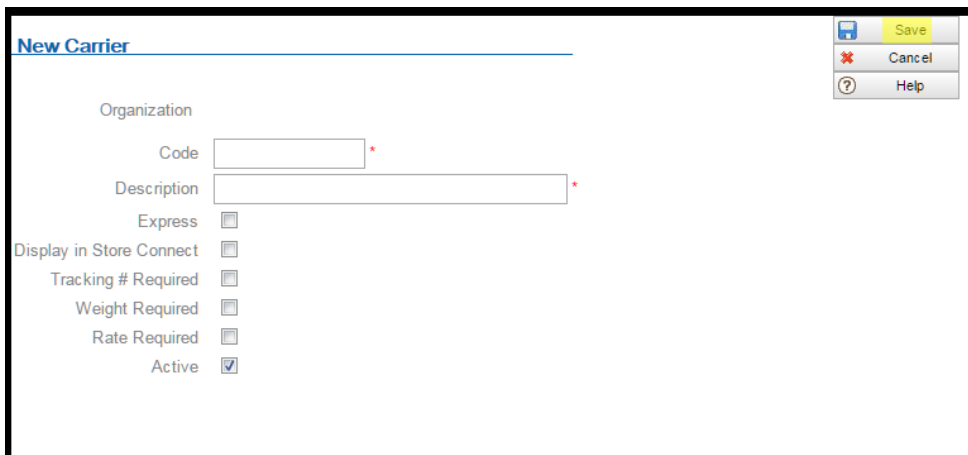 New Carrier
Save
Cancel
? Help
Organization
Code *
Description *
Express
Display in Store Connect
Tracking # Required
Weight Required
Rate Required
Active